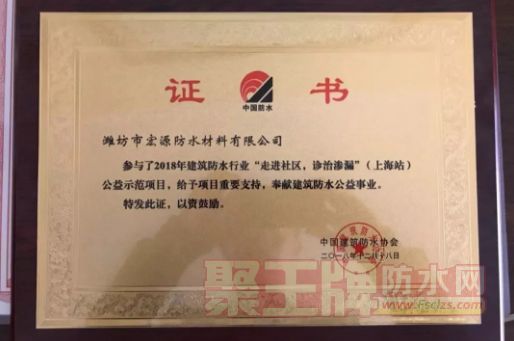 证 书
中国防水
潍坊市宏源防水材料有限公司
参与了2018年建筑防水行业“走进社区，诊治渗漏”（上海站）
公益示范项目，给予项目重要支持，奉献建筑防水公益事业。
特发此证，以资鼓励。
中国建筑防水协会
二〇一八年十二月十八日
聚王牌防水网
www.Fsclzs.com